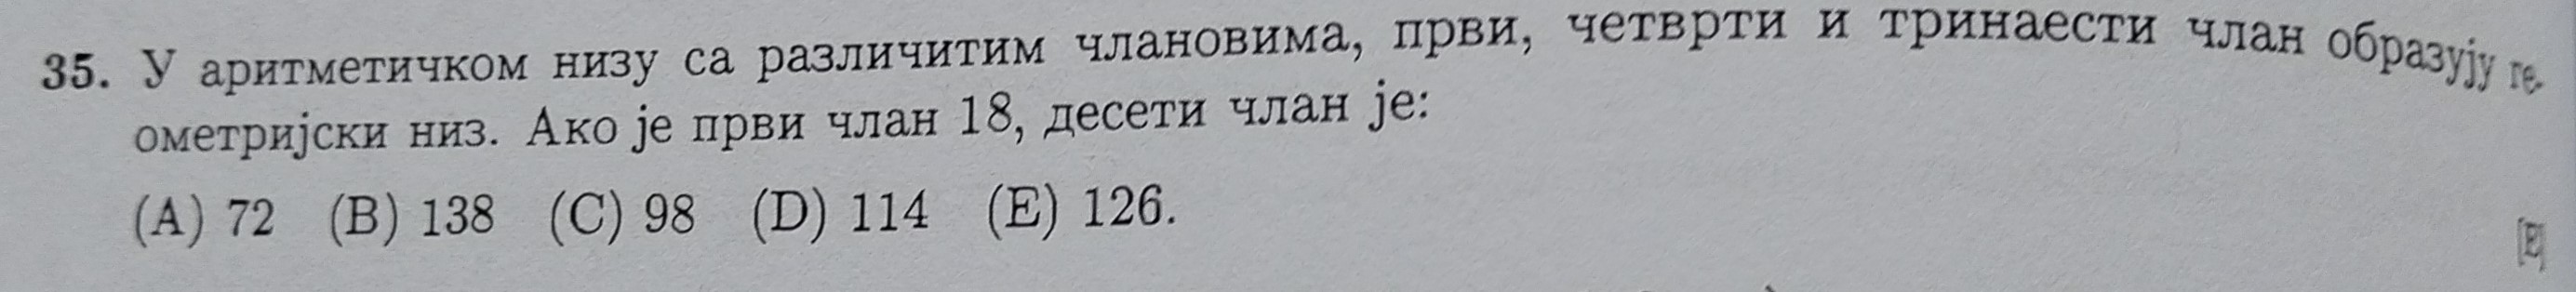 35. У аритметичком низу са различитим члановима, први, четврти и тринаести члан образују ге-
ометријски низ. Ако је први члан 18, десети члан је:
(A) 72 (B) 138 (C) 98 (D) 114 (E) 126.
[E]